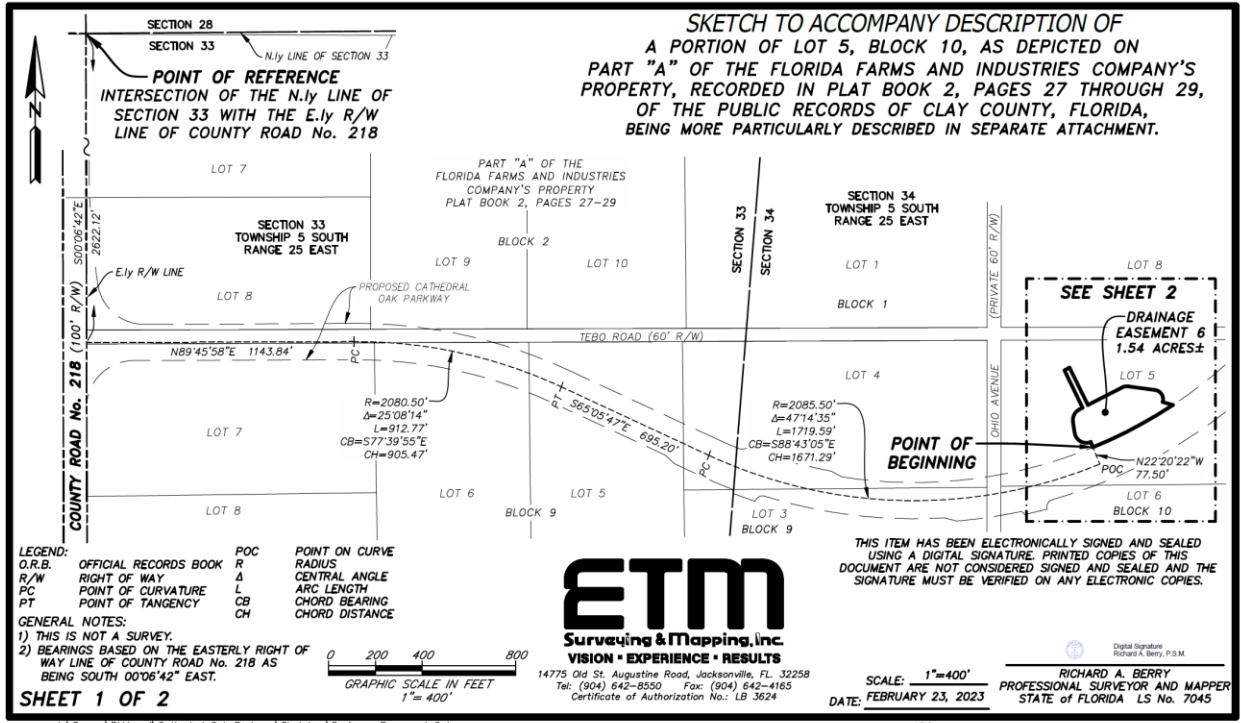 SKETCH TO ACCOMPANY DESCRIPTION OF
A PORTION OF LOT 5, BLOCK 10, AS DEPICTED ON
PART "A" OF THE FLORIDA FARMS AND INDUSTRIES COMPANY'S
PROPERTY, RECORDED IN PLAT BOOK 2, PAGES 27 THROUGH 29,
OF THE PUBLIC RECORDS OF CLAY COUNTY, FLORIDA,
BEING MORE PARTICULARLY DESCRIBED IN SEPARATE ATTACHMENT.
SECTION 28
SECTION 33
N.ly LINE OF SECTION 33
N
POINT OF REFERENCE
INTERSECTION OF THE N.ly LINE OF
SECTION 33 WITH THE E.ly R/W
LINE OF COUNTY ROAD No. 218
LOT 7
PART "A" OF THE
FLORIDA FARMS AND INDUSTRIES
COMPANY'S PROPERTY
PLAT BOOK 2, PAGES 27-29
SECTION 33
TOWNSHIP 5 SOUTH
RANGE 25 EAST
SECTION 33
SECTION 34
SECTION 34
TOWNSHIP 5 SOUTH
RANGE 25 EAST
S00°06'42"E
2622.12'
E.ly R/W LINE
BLOCK 2
LOT 9
LOT 10
LOT 8
PROPOSED CATHEDRAL
OAK PARKWAY
LOT 1
BLOCK 1
(PRIVATE 60' R/W)
OHIO AVENUE
LOT 8
SEE SHEET 2
DRAINAGE
EASEMENT 6
1.54 ACRES±
TEBO ROAD (60' R/W)
N89°45'58"E 1143.84'
PC
COUNTY ROAD No. 218 (100' R/W)
LOT 4
LOT 5
R=2080.50'
Δ=25°08'14"
L=912.77'
CB=S77°39'55"E
CH=905.47'
PT
S65°05'47"E 695.20'
PC
R=2085.50'
Δ=47°14'35"
L=1719.59'
CB=S88°43'05"E
CH=1671.29'
POINT OF
BEGINNING
N22°20'22"W
77.50'
POC
LOT 7
LOT 8
LOT 6
LOT 5
BLOCK 9
LOT 3
BLOCK 9
LOT 6
BLOCK 10
LEGEND:
O.R.B. OFFICIAL RECORDS BOOK
R/W RIGHT OF WAY
PC POINT OF CURVATURE
PT POINT OF TANGENCY
POC POINT ON CURVE
R RADIUS
Δ CENTRAL ANGLE
L ARC LENGTH
CB CHORD BEARING
CH CHORD DISTANCE
GENERAL NOTES:
1) THIS IS NOT A SURVEY.
2) BEARINGS BASED ON THE EASTERLY RIGHT OF
WAY LINE OF COUNTY ROAD No. 218 AS
BEING SOUTH 00°06'42" EAST.
SHEET 1 OF 2
0 200 400 800
GRAPHIC SCALE IN FEET
1"= 400'
ETM
Surveying & Mapping, Inc.
VISION • EXPERIENCE • RESULTS
14775 Old St. Augustine Road, Jacksonville, FL. 32258
Tel: (904) 642-8550 Fax: (904) 642-4165
Certificate of Authorization No.: LB 3624
THIS ITEM HAS BEEN ELECTRONICALLY SIGNED AND SEALED
USING A DIGITAL SIGNATURE. PRINTED COPIES OF THIS
DOCUMENT ARE NOT CONSIDERED SIGNED AND SEALED AND THE
SIGNATURE MUST BE VERIFIED ON ANY ELECTRONIC COPIES.
Digital Signature
Richard A. Berry, P.S.M.
SCALE: 1"=400'
DATE: FEBRUARY 23, 2023
RICHARD A. BERRY
PROFESSIONAL SURVEYOR AND MAPPER
STATE of FLORIDA LS No. 7045